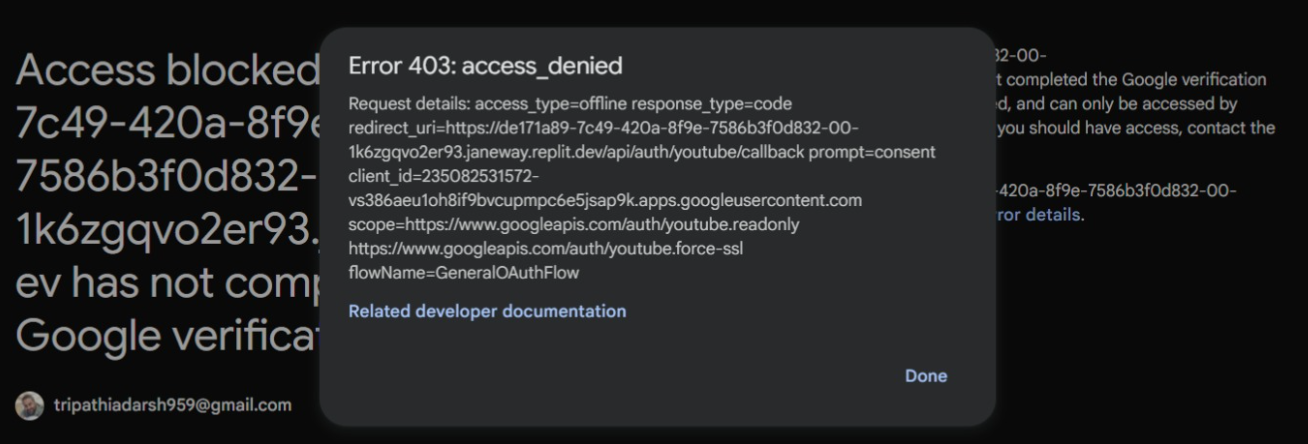 Access blocked
7c49-420a-8f9e
7586b3f0d832-
1k6zgqvo2er93.
ev has not comp
Google verificat
tripathiadarsh959@gmail.com
Error 403: access_denied
Request details: access_type=offline response_type=code
redirect_uri=https://de171a89-7c49-420a-8f9e-7586b3f0d832-00-
1k6zgqvo2er93.janeway.replit.dev/api/auth/youtube/callback prompt=consent
client_id=235082531572-
vs386aeu1oh8if9bvcupmpc6e5jsap9k.apps.googleusercontent.com
scope=https://www.googleapis.com/auth/youtube.readonly
https://www.googleapis.com/auth/youtube.force-ssl
flowName=GeneralOAuthFlow
Related developer documentation
Done
32-00-
t completed the Google verification
d, and can only be accessed by
you should have access, contact the
-420a-8f9e-7586b3f0d832-00-
ror details.